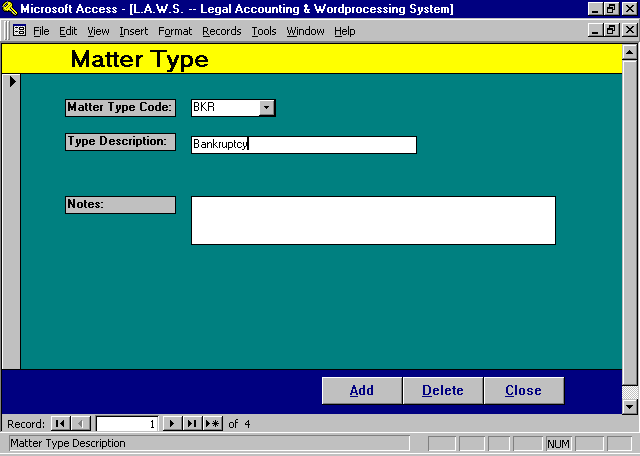 Microsoft Access - [L.A.W.S. -- Legal Accounting & Wordprocessing System]
File Edit View Insert Format Records Tools Window Help
Matter Type
Matter Type Code: BKR
Type Description: Bankruptcy
Notes:
Add Delete Close
Record: 1 of 4
Matter Type Description NUM